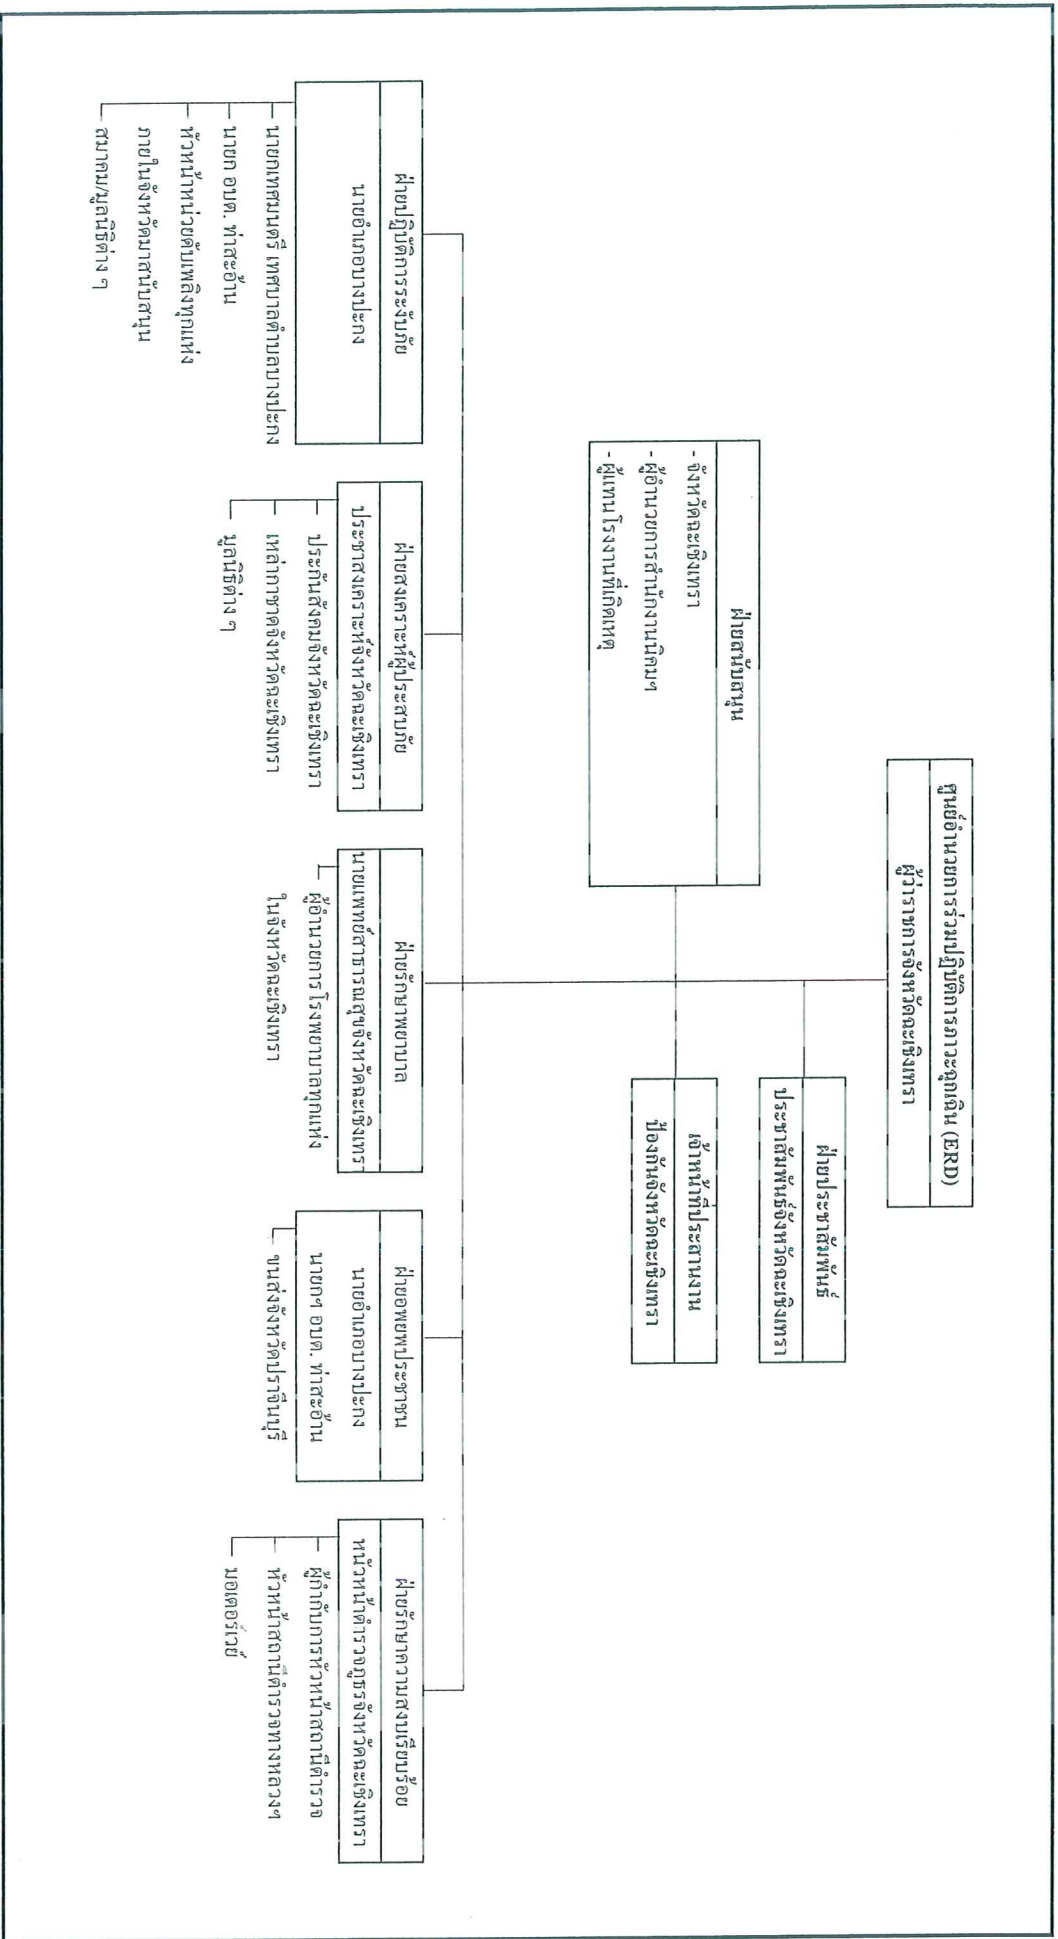 ศูนย์อำนวยการร่วมปฏิบัติการภาวะฉุกเฉิน (ERD)
ผู้ว่าราชการจังหวัดฉะเชิงเทรา
ฝ่ายประชาสัมพันธ์
ประชาสัมพันธ์จังหวัดฉะเชิงเทรา
ฝ่ายสนับสนุน
- จังหวัดฉะเชิงเทรา
- ผู้อำนวยการสำนักงานนิคมฯ
- ผู้แทนโรงงานที่เกิดเหตุ
เจ้าหน้าที่ประสานงาน
ป้องกันจังหวัดฉะเชิงเทรา
ฝ่ายปฏิบัติการระงับภัย
นายอำเภอบางปะกง
นายกเทศมนตรี เทศบาลตำบลบางปะกง
นายก อบต. ท่าสะอ้าน
หัวหน้าหน่วยดับเพลิงทุกแห่ง
ภายในจังหวัดมาสนับสนุน
สมาคม/มูลนิธิต่าง ๆ
ฝ่ายสงเคราะห์ผู้ประสบภัย
ประชาสงเคราะห์จังหวัดฉะเชิงเทรา
ประกันสังคมจังหวัดฉะเชิงเทรา
เหล่ากาชาดจังหวัดฉะเชิงเทรา
มูลนิธิต่าง ๆ
ฝ่ายรักษาพยาบาล
นายแพทย์สาธารณสุขจังหวัดฉะเชิงเทรา
ผู้อำนวยการโรงพยาบาลทุกแห่ง
ในจังหวัดฉะเชิงเทรา
ฝ่ายอพยพประชาชน
นายอำเภอบางปะกง
นายกฯ อบต. ท่าสะอ้าน
ขนส่งจังหวัดปราจีนบุรี
ฝ่ายรักษาความสงบเรียบร้อย
หน้วหน้าตำรวจภูธรจังหวัดฉะเชิงเทรา
ผู้กำกับการหัวหน้าสถานีตำรวจ
หัวหน้าสถานีตำรวจทางหลวงฯ
มอเตอร์เวย์